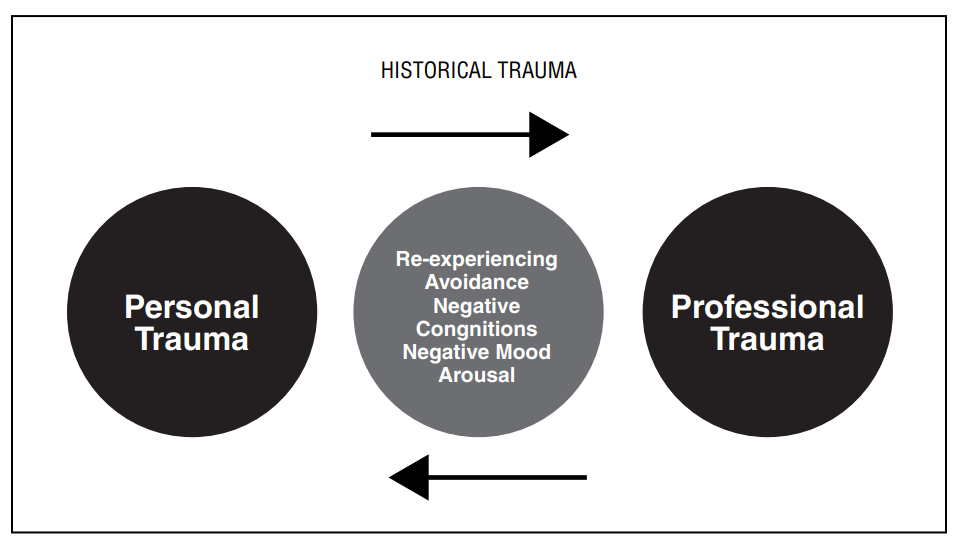 HISTORICAL TRAUMA
Personal
Trauma
Re-experiencing
Avoidance
Negative
Congnitions
Negative Mood
Arousal
Professional
Trauma